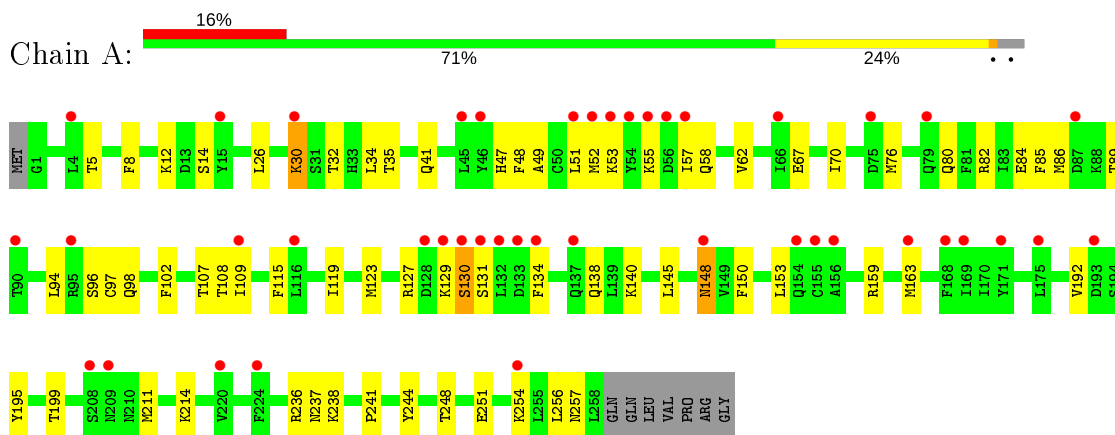 16%
Chain A:
71%
24%
MET G1 L4 T5 F8 K12 D13 S14 Y15 L26 K30 S31 T32 H33 L34 T35 Q41 L45 Y46 H47 F48 A49 C50 L51 M52 K53 Y54 K55 D56 I57 Q58 V62 I66 E67 I70 D75 M76 Q79 Q80 F81 R82 I83 E84 F85 M86 D87 K88 T89
T90 L94 R95 S96 C97 Q98 F102 T107 T108 I109 F115 L116 I119 M123 R127 D128 K129 S130 S131 L132 D133 F134 Q137 Q138 L139 K140 L145 N148 V149 F150 L153 Q154 C155 A156 R159 M163 F168 I169 I170 Y171 L175 V192 D193 S194
Y195 T199 S208 N209 N210 M211 K214 V220 F224 R236 N237 K238 P241 Y244 T248 E251 K254 L255 L256 N257 L258 GLN GLN LEU VAL PRO ARG GLY